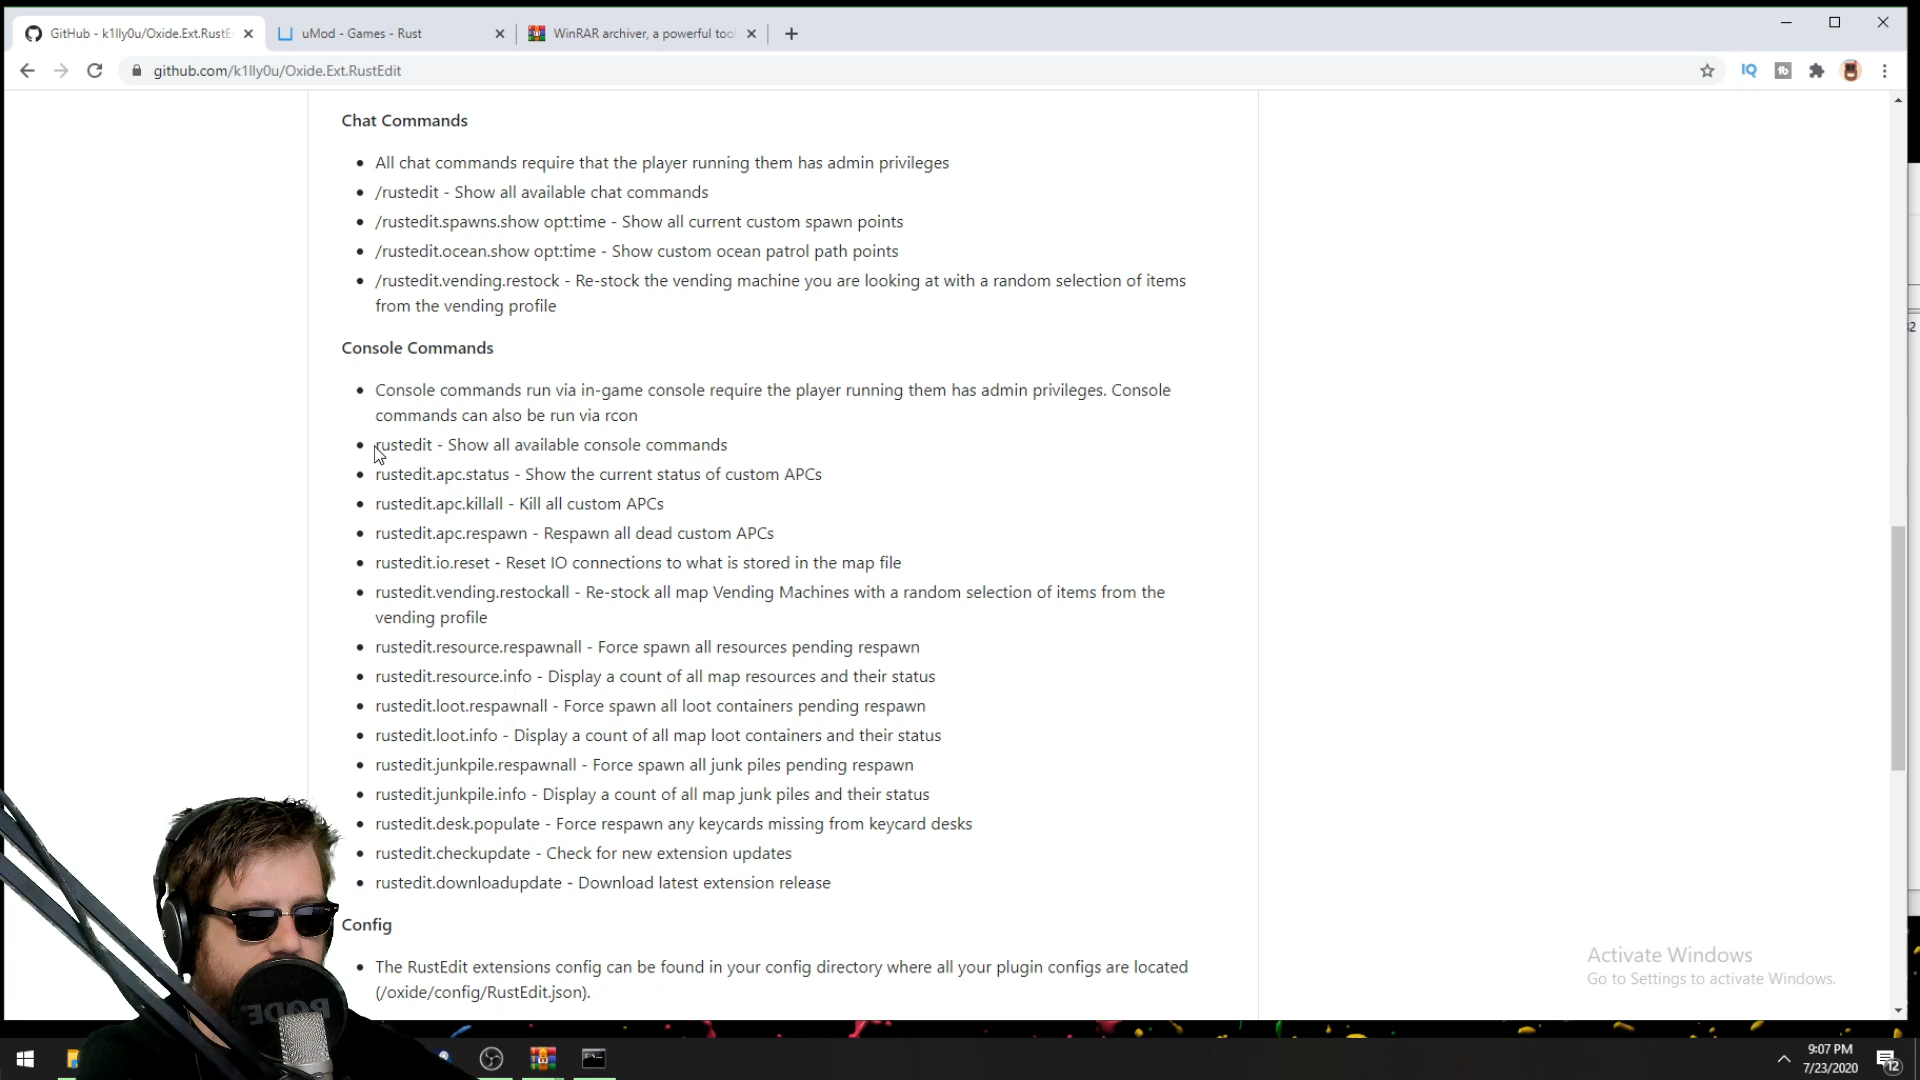 GitHub - k1lly0u/Oxide.Ext.RustE
uMod - Games - Rust
WinRAR archiver, a powerful too
github.com/k1lly0u/Oxide.Ext.RustEdit
IQ
tb
Chat Commands
All chat commands require that the player running them has admin privileges
/rustedit - Show all available chat commands
/rustedit.spawns.show opt:time - Show all current custom spawn points
/rustedit.ocean.show opt:time - Show custom ocean patrol path points
/rustedit.vending.restock - Re-stock the vending machine you are looking at with a random selection of items
from the vending profile
Console Commands
Console commands run via in-game console require the player running them has admin privileges. Console
commands can also be run via rcon
rustedit - Show all available console commands
rustedit.apc.status - Show the current status of custom APCs
rustedit.apc.killall - Kill all custom APCs
rustedit.apc.respawn - Respawn all dead custom APCs
rustedit.io.reset - Reset IO connections to what is stored in the map file
rustedit.vending.restockall - Re-stock all map Vending Machines with a random selection of items from the
vending profile
rustedit.resource.respawnall - Force spawn all resources pending respawn
rustedit.resource.info - Display a count of all map resources and their status
rustedit.loot.respawnall - Force spawn all loot containers pending respawn
rustedit.loot.info - Display a count of all map loot containers and their status
rustedit.junkpile.respawnall - Force spawn all junk piles pending respawn
rustedit.junkpile.info - Display a count of all map junk piles and their status
rustedit.desk.populate - Force respawn any keycards missing from keycard desks
rustedit.checkupdate - Check for new extension updates
rustedit.downloadupdate - Download latest extension release
Config
The RustEdit extensions config can be found in your config directory where all your plugin configs are located
(/oxide/config/RustEdit.json).
Activate Windows
Go to Settings to activate Windows.
RODE
9:07 PM
7/23/2020
12